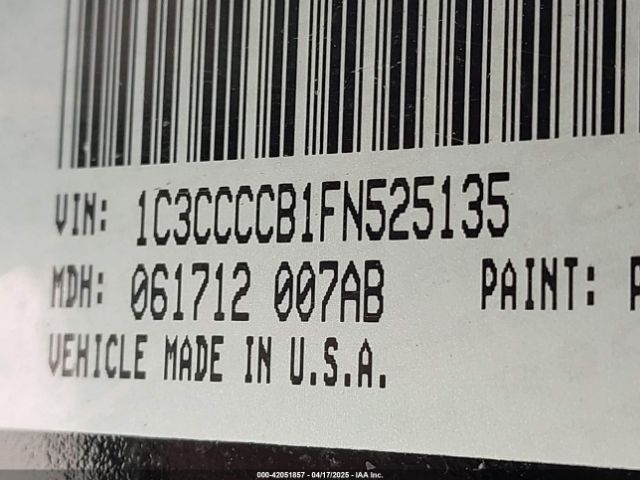 VIN: 1C3CCCCB1FN525135
MDH: 061712 007AB PAINT:
VEHICLE MADE IN U.S.A.
000-42051857 - 04/17/2025 - IAA Inc.